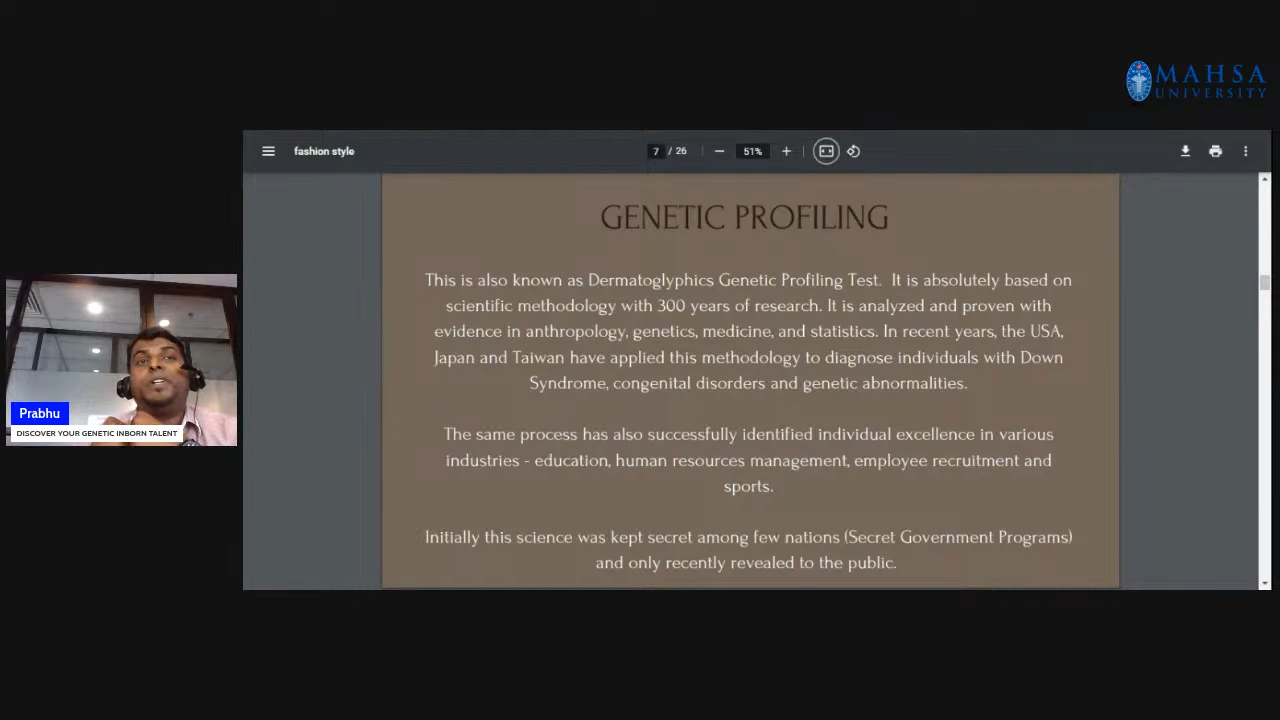 MAHSA
UNIVERSITY
fashion style
7 / 26
51%
GENETIC PROFILING
This is also known as Dermatoglyphics Genetic Profiling Test. It is absolutely based on
scientific methodology with 300 years of research. It is analyzed and proven with
evidence in anthropology, genetics, medicine, and statistics. In recent years, the USA,
Japan and Taiwan have applied this methodology to diagnose individuals with Down
Syndrome, congenital disorders and genetic abnormalities.
The same process has also successfully identified individual excellence in various
industries - education, human resources management, employee recruitment and
sports.
Initially this science was kept secret among few nations (Secret Government Programs)
and only recently revealed to the public.
Prabhu
DISCOVER YOUR GENETIC INBORN TALENT